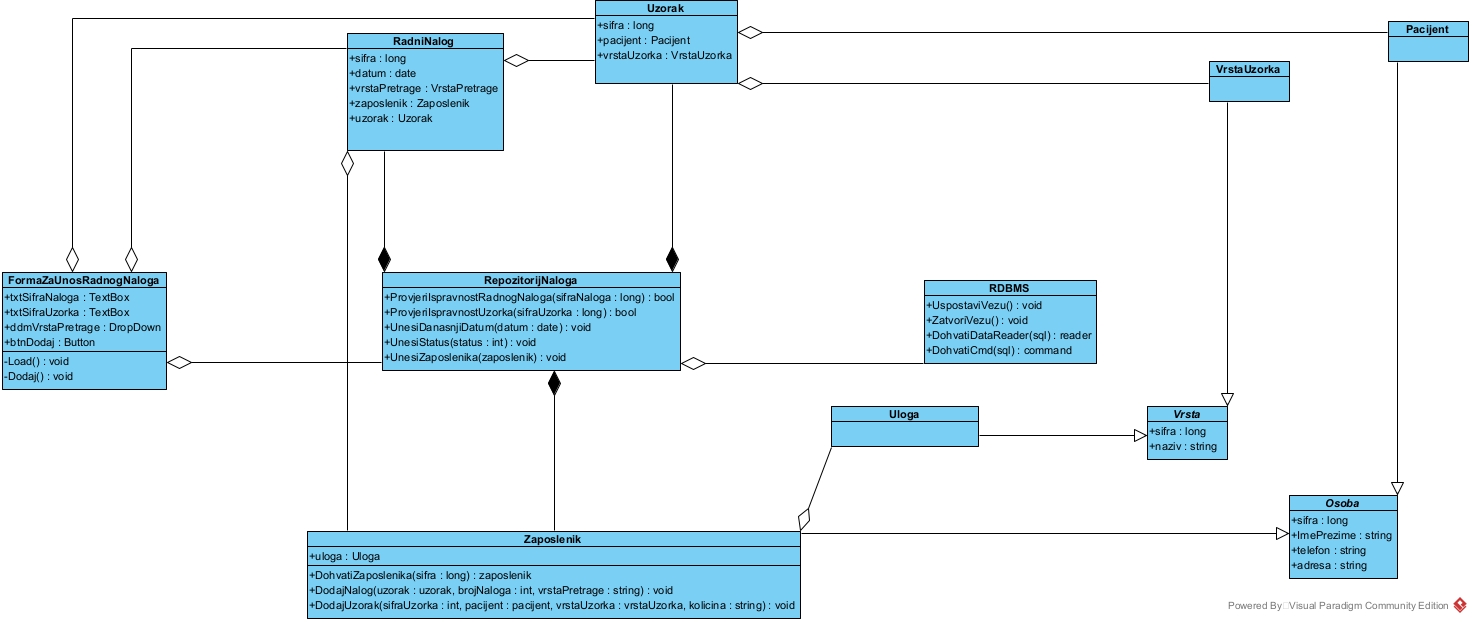 Uzorak
+sifra : long
+pacijent : Pacijent
+vrstaUzorka : VrstaUzorka
Pacijent
RadniNalog
+sifra : long
+datum : date
+vrstaPretrage : VrstaPretrage
+zaposlenik : Zaposlenik
+uzorak : Uzorak
VrstaUzorka
FormaZaUnosRadnogNaloga
+txtSifraNaloga : TextBox
+txtSifraUzorka : TextBox
+ddmVrstaPretrage : DropDown
+btnDodaj : Button
-Load() : void
-Dodaj() : void
RepozitorijNaloga
+ProvjeriIspravnostRadnogNaloga(sifraNaloga : long) : bool
+ProvjeriIspravnostUzorka(sifraUzorka : long) : bool
+UnesiDanasnjiDatum(datum : date) : void
+UnesiStatus(status : int) : void
+UnesiZaposlenika(zaposlenik) : void
RDBMS
+UspostaviVezu() : void
+ZatvoriVezu() : void
+DohvatiDataReader(sql) : reader
+DohvatiCmd(sql) : command
Uloga
Vrsta
+sifra : long
+naziv : string
Osoba
+sifra : long
+ImePrezime : string
+telefon : string
+adresa : string
Zaposlenik
+uloga : Uloga
+DohvatiZaposlenika(sifra : long) : zaposlenik
+DodajNalog(uzorak : uzorak, brojNaloga : int, vrstaPretrage : string) : void
+DodajUzorak(sifraUzorka : int, pacijent : pacijent, vrstaUzorka : vrstaUzorka, kolicina : string) : void
Powered By Visual Paradigm Community Edition